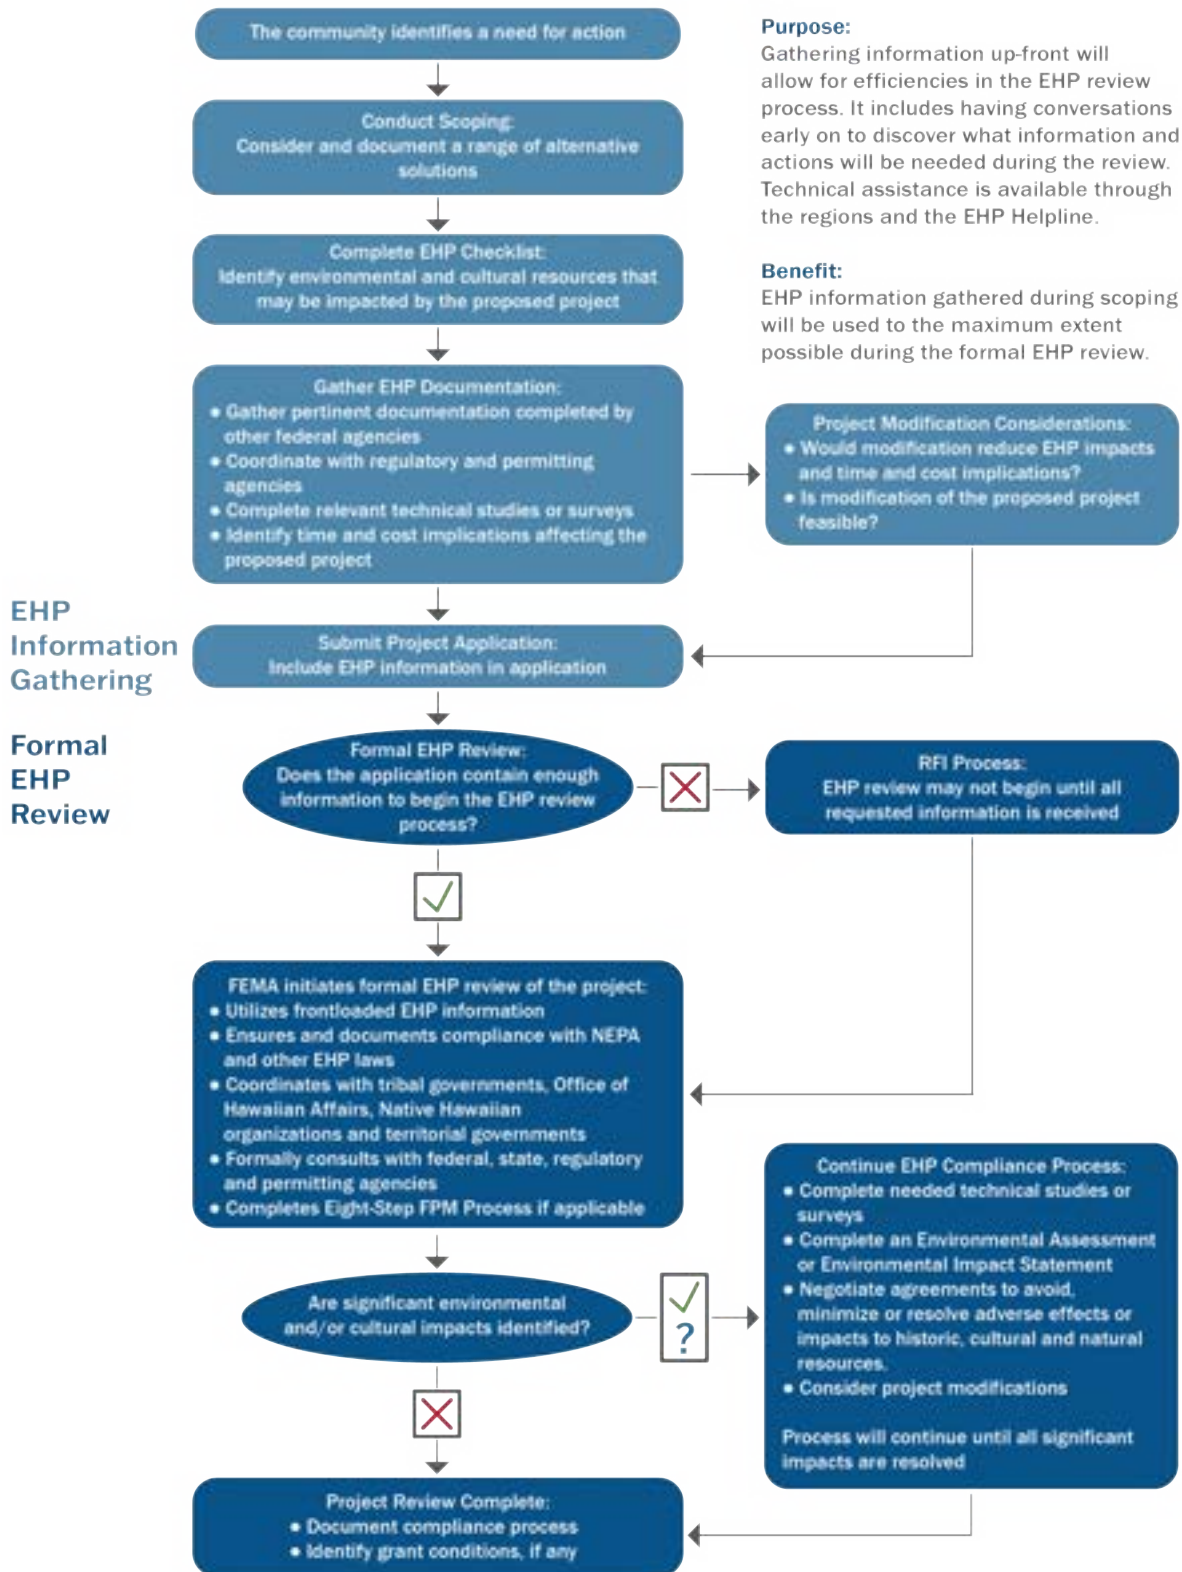 The community identifies a need for action
Purpose:
Gathering information up-front will
allow for efficiencies in the EHP review
process. It includes having conversations
early on to discover what information and
actions will be needed during the review.
Technical assistance is available through
the regions and the EHP Helpline.
Benefit:
EHP information gathered during scoping
will be used to the maximum extent
possible during the formal EHP review.
Conduct Scoping:
Consider and document a range of alternative
solutions
Complete EHP Checklist:
Identify environmental and cultural resources that
may be impacted by the proposed project
Gather EHP Documentation:
• Gather pertinent documentation completed by
other federal agencies
• Coordinate with regulatory and permitting
agencies
• Complete relevant technical studies or surveys
• Identify time and cost implications affecting the
proposed project
Project Modification Considerations:
• Would modification reduce EHP impacts
and time and cost implications?
• Is modification of the proposed project
feasible?
EHP
Information
Gathering
Submit Project Application:
Include EHP information in application
Formal
EHP
Review
Formal EHP Review:
Does the application contain enough
information to begin the EHP review
process?
RFI Process:
EHP review may not begin until all
requested information is received
FEMA initiates formal EHP review of the project:
• Utilizes frontloaded EHP information
• Ensures and documents compliance with NEPA
and other EHP laws
• Coordinates with tribal governments, Office of
Hawaiian Affairs, Native Hawaiian
organizations and territorial governments
• Formally consults with federal, state, regulatory
and permitting agencies
• Completes Eight-Step FPM Process if applicable
Are significant environmental
and/or cultural impacts identified?
?
Continue EHP Compliance Process:
• Complete needed technical studies or
surveys
• Complete an Environmental Assessment
or Environmental Impact Statement
• Negotiate agreements to avoid,
minimize or resolve adverse effects or
impacts to historic, cultural and natural
resources.
• Consider project modifications
Process will continue until all significant
impacts are resolved
Project Review Complete:
• Document compliance process
• Identify grant conditions, if any